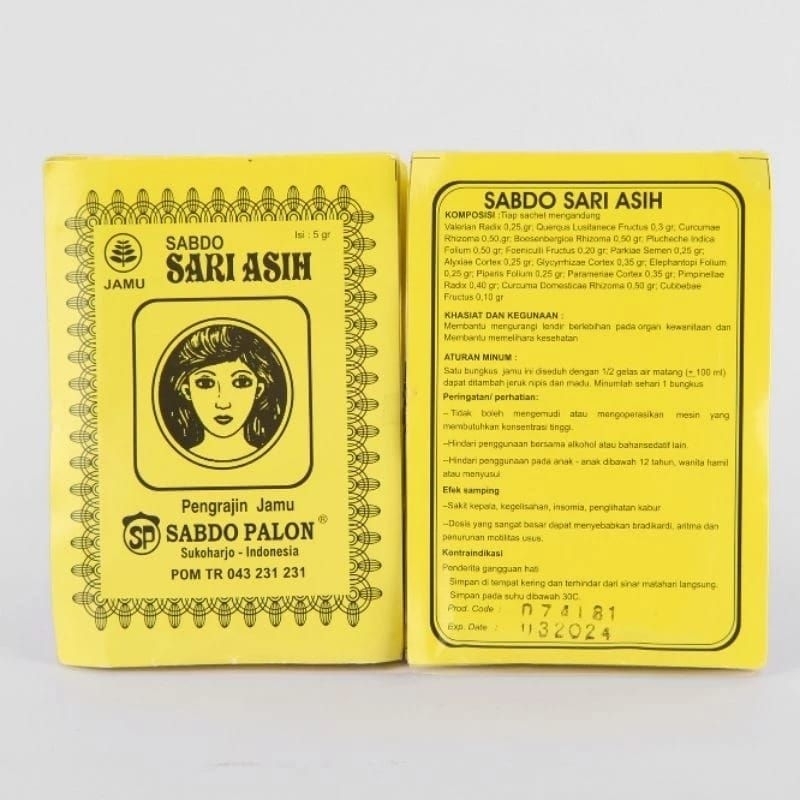 Isi : 5 gr
SABDO
SARI ASIH
JAMU
Pengrajin Jamu
SP SABDO PALON ®
Sukoharjo - Indonesia
POM TR 043 231 231
SABDO SARI ASIH
KOMPOSISI :Tiap sachet mengandung
Valerian Radix 0,25 gr; Querqus Lusitanece Fructus 0,3 gr; Curcumae
Rhizoma 0,50.gr; Boesenbergioe Rhizoma 0,50 gr; Plucheche Indica
Folium 0,50 gr; Foeniculli Fructus 0,20 gr; Parkiae Semen 0,25 gr;
Alyxiae Cortex 0,25 gr; Glycyrrhizae Cortex 0,35 gr; Elephantopi Folium
0,25 gr; Piperis Folium 0,25 gr; Parameriae Cortex 0,35 gr; Pimpinellae
Radix 0,40 gr; Curcuma Domesticae Rhizoma 0,50 gr; Cubbebae
Fructus 0,10 gr
KHASIAT DAN KEGUNAAN :
Membantu mengurangi lendir berlebihan pada organ kewanitaan dan
Membantu memelihara kesehatan
ATURAN MINUM :
Satu bungkus jamu ini diseduh dengan 1/2 gelas air matang (± 100 ml)
dapat ditambah jeruk nipis dan madu. Minumlah sehari 1 bungkus
Peringatan/ perhatian:
–Tidak boleh mengemudi atau mengoperasikan mesin yang
membutuhkan konsentrasi tinggi.
–Hindari penggunaan bersama alkohol atau bahansedatif lain.
–Hindari penggunaan pada anak - anak dibawah 12 tahun, wanita hamil
atau menyusui
Efek samping
–Sakit kepala, kegelisahan, insomia, penglihatan kabur
–Dosis yang sangat besar dapat menyebabkan bradikardi, aritma dan
penurunan motilitas usus.
Kontraindikasi
Penderita gangguan hati
Simpan di tempat kering dan terhindar dari sinar matahari langsung.
Simpan pada suhu dibawah 30C.
Prod. Code : 074181
Exp. Date : 032024